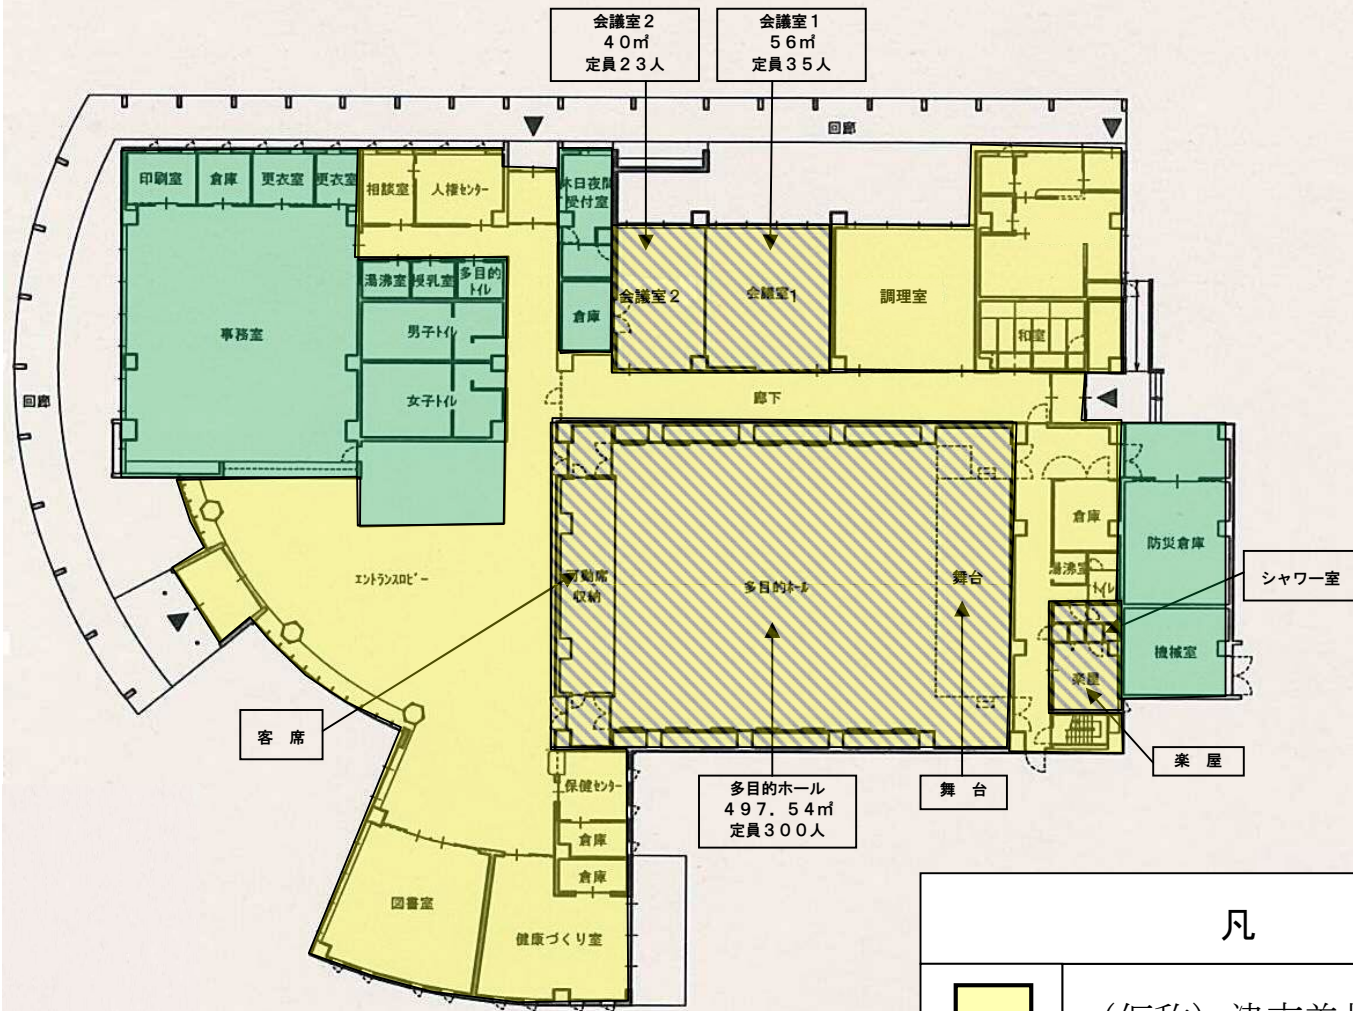 会議室２
４０㎡
定員２３人
会議室１
５６㎡
定員３５人
回廊
印刷室
倉庫
更衣室
更衣室
相談室
人権ｾﾝﾀｰ
休日夜間
受付室
湯沸室
授乳室
多目的
ﾄｲﾚ
会議室２
会議室１
調理室
倉庫
事務室
男子ﾄｲﾚ
和室
回廊
女子ﾄｲﾚ
廊下
倉庫
防災倉庫
ｴﾝﾄﾗﾝｽﾛﾋﾞｰ
可動席
収納
多目的ﾎｰﾙ
舞台
湯沸室
ﾄｲﾚ
シャワー室
機械室
楽屋
客　席
楽　屋
保健ｾﾝﾀｰ
多目的ホール
４９７．５４㎡
定員３００人
舞　台
倉庫
倉庫
図書室
健康づくり室
凡